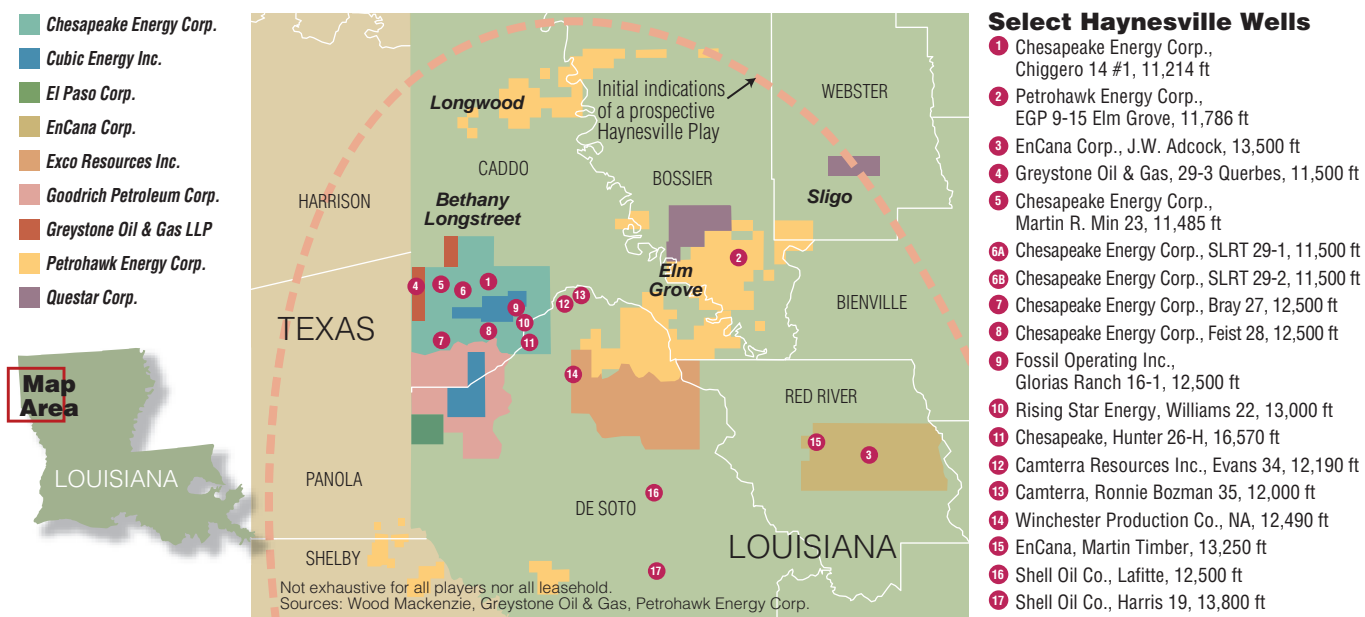 Chesapeake Energy Corp.
Cubic Energy Inc.
El Paso Corp.
EnCana Corp.
Exco Resources Inc.
Goodrich Petroleum Corp.
Greystone Oil & Gas LLP
Petrohawk Energy Corp.
Questar Corp.
Map
Area
LOUISIANA
Longwood
Initial indications
of a prospective
Haynesville Play
WEBSTER
CADDO
BOSSIER
HARRISON
Bethany
Longstreet
Sligo
2
Elm
Grove
4
5
6
1
13
12
9
BIENVILLE
TEXAS
10
8
7
11
14
RED RIVER
15
3
PANOLA
16
DE SOTO
LOUISIANA
SHELBY
17
Not exhaustive for all players nor all leasehold.
Sources: Wood Mackenzie, Greystone Oil & Gas, Petrohawk Energy Corp.
Select Haynesville Wells
1 Chesapeake Energy Corp.,
Chiggero 14 #1, 11,214 ft
2 Petrohawk Energy Corp.,
EGP 9-15 Elm Grove, 11,786 ft
3 EnCana Corp., J.W. Adcock, 13,500 ft
4 Greystone Oil & Gas, 29-3 Querbes, 11,500 ft
5 Chesapeake Energy Corp.,
Martin R. Min 23, 11,485 ft
6A Chesapeake Energy Corp., SLRT 29-1, 11,500 ft
6B Chesapeake Energy Corp., SLRT 29-2, 11,500 ft
7 Chesapeake Energy Corp., Bray 27, 12,500 ft
8 Chesapeake Energy Corp., Feist 28, 12,500 ft
9 Fossil Operating Inc.,
Glorias Ranch 16-1, 12,500 ft
10 Rising Star Energy, Williams 22, 13,000 ft
11 Chesapeake, Hunter 26-H, 16,570 ft
12 Camterra Resources Inc., Evans 34, 12,190 ft
13 Camterra, Ronnie Bozman 35, 12,000 ft
14 Winchester Production Co., NA, 12,490 ft
15 EnCana, Martin Timber, 13,250 ft
16 Shell Oil Co., Lafitte, 12,500 ft
17 Shell Oil Co., Harris 19, 13,800 ft